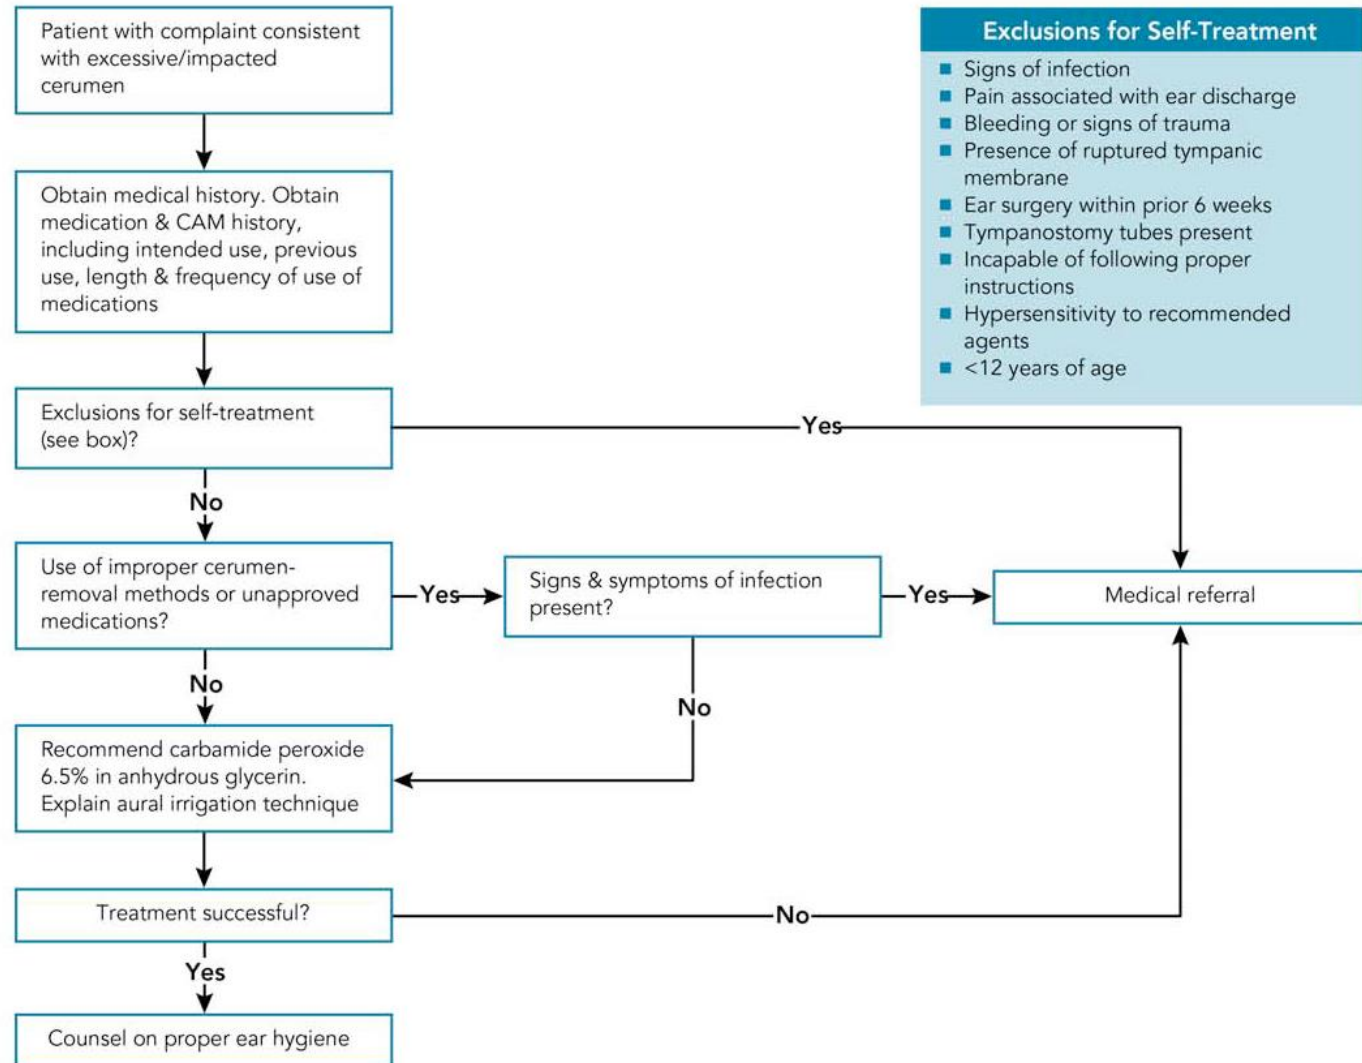 Patient with complaint consistent
with excessive/impacted
cerumen
Exclusions for Self-Treatment
■ Signs of infection
■ Pain associated with ear discharge
■ Bleeding or signs of trauma
■ Presence of ruptured tympanic
membrane
■ Ear surgery within prior 6 weeks
■ Tympanostomy tubes present
■ Incapable of following proper
instructions
■ Hypersensitivity to recommended
agents
■ <12 years of age
Obtain medical history. Obtain
medication & CAM history,
including intended use, previous
use, length & frequency of use of
medications
Exclusions for self-treatment
(see box)?
Yes
No
Use of improper cerumen-
removal methods or unapproved
medications?
Yes
Signs & symptoms of infection
present?
Yes
Medical referral
No
No
Recommend carbamide peroxide
6.5% in anhydrous glycerin.
Explain aural irrigation technique
Treatment successful?
No
Yes
Counsel on proper ear hygiene